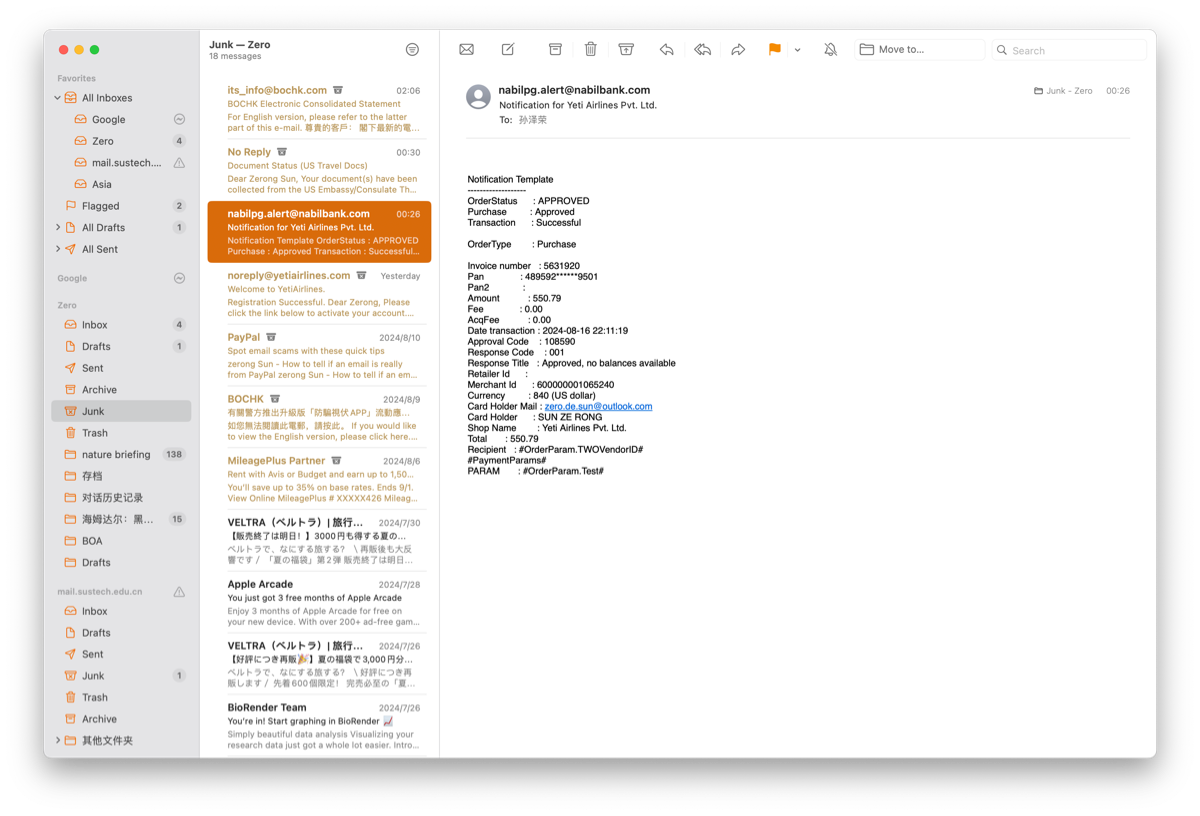 Favorites
All Inboxes
Google
Zero 4
mail.sustech....
Asia
Flagged 2
All Drafts 1
All Sent
Google
Zero
Inbox 4
Drafts 1
Sent
Archive
Junk
Trash
nature briefing 138
存档
对话历史记录
海姆达尔：黑... 15
BOA
Drafts
mail.sustech.edu.cn
Inbox
Drafts
Sent
Junk 1
Trash
Archive
其他文件夹
Junk — Zero
18 messages
its_info@bochk.com 02:06
BOCHK Electronic Consolidated Statement
For English version, please refer to the latter
part of this e-mail. 尊貴的客戶： 閣下最新的電...
No Reply 00:30
Document Status (US Travel Docs)
Dear Zerong Sun, Your document(s) have been
collected from the US Embassy/Consulate Th...
nabilpg.alert@nabilbank.com 00:26
Notification for Yeti Airlines Pvt. Ltd.
Notification Template OrderStatus : APPROVED
Purchase : Approved Transaction : Successful...
noreply@yetiairlines.com Yesterday
Welcome to YetiAirlines.
Registration Successful. Dear Zerong, Please
click the link below to activate your account....
PayPal 2024/8/10
Spot email scams with these quick tips
zerong Sun - How to tell if an email is really
from PayPal zerong Sun - How to tell if an em...
BOCHK 2024/8/9
有關警方推出升級版「防騙視伏APP」流動應...
如您無法閱讀此電郵，請按此。 If you would like
to view the English version, please click here....
MileagePlus Partner 2024/8/6
Rent with Avis or Budget and earn up to 1,50...
You'll save up to 35% on base rates. Ends 9/1.
View Online MileagePlus # XXXXX426 Mileag...
VELTRA（ベルトラ）| 旅行... 2024/7/30
【販売終了は明日！】3000円も得する夏の...
ベルトラで、なにする旅する？ \ 再販後も大反
響です / 「夏の福袋」第2弾 販売終了は明日...
Apple Arcade 2024/7/28
You just got 3 free months of Apple Arcade
Enjoy 3 months of Apple Arcade for free on
your new device. With over 200+ ad-free gam...
VELTRA（ベルトラ）| 旅行... 2024/7/26
【好評につき再販🎉】夏の福袋で3,000円分...
ベルトラで、なにする旅する？ \ 好評につき再
販します / 先着600個限定！ 完売必至の「夏...
BioRender Team 2024/7/26
You're in! Start graphing in BioRender 📈
Simply beautiful data analysis Visualizing your
research data just got a whole lot easier. Intro...
Move to...
Search
nabilpg.alert@nabilbank.com Junk - Zero 00:26
Notification for Yeti Airlines Pvt. Ltd.
To: 孙泽荣
Notification Template
-------------------
OrderStatus : APPROVED
Purchase : Approved
Transaction : Successful
OrderType : Purchase
Invoice number : 5631920
Pan : 489592******9501
Pan2 :
Amount : 550.79
Fee : 0.00
AcqFee : 0.00
Date transaction : 2024-08-16 22:11:19
Approval Code : 108590
Response Code : 001
Response Title : Approved, no balances available
Retailer Id :
Merchant Id : 600000001065240
Currency : 840 (US dollar)
Card Holder Mail : zero.de.sun@outlook.com
Card Holder : SUN ZE RONG
Shop Name : Yeti Airlines Pvt. Ltd.
Total : 550.79
Recipient : #OrderParam.TWOVendorID#
#PaymentParams#
PARAM : #OrderParam.Test#